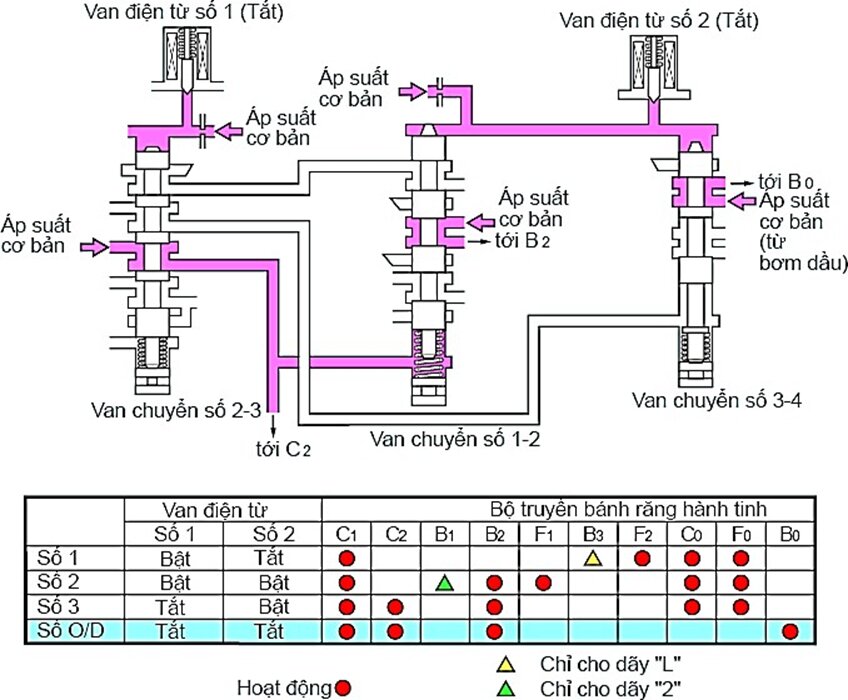 Van điện từ số 1 (Tắt)
Van điện từ số 2 (Tắt)
Áp suất
cơ bản
Áp suất
cơ bản
Áp suất
cơ bản
Áp suất
cơ bản
tới B2
tới B0
Áp suất
cơ bản
(từ
bơm dầu)
Van chuyển số 2-3
tới C2
Van chuyển số 1-2
Van chuyển số 3-4
Van điện từ Bộ truyền bánh răng hành tinh
Số 1 Số 2 C1 C2 B1 B2 F1 B3 F2 C0 F0 B0
Số 1 Bật Tắt
Số 2 Bật Bật
Số 3 Tắt Bật
Số O/D Tắt Tắt
Chỉ cho dãy "L"
Hoạt động Chỉ cho dãy "2"